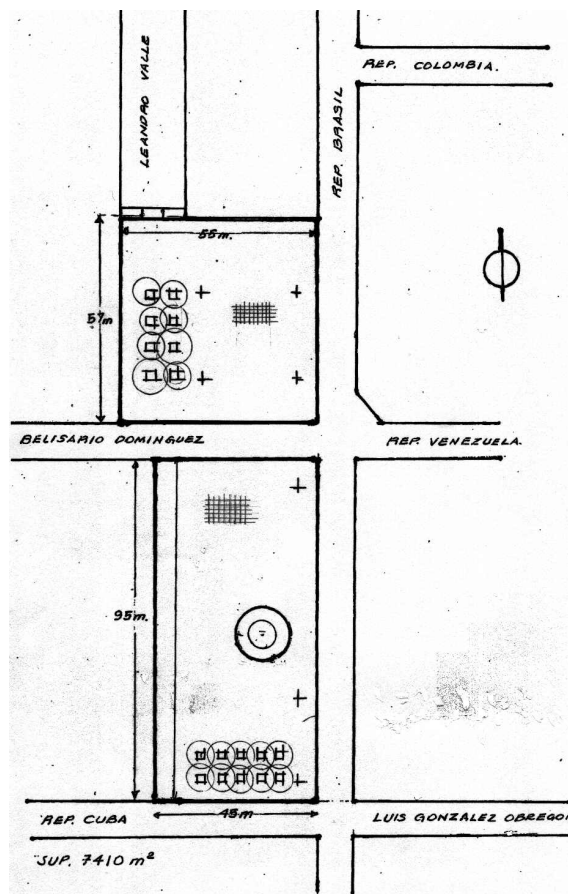 LEANDRO VALLE
REP. BRASIL
REP. COLOMBIA.
55m.
57m
BELISARIO DOMINGUEZ
REP. VENEZUELA.
95m.
45m
REP. CUBA
LUIS GONZALEZ OBREGON
SUP. 7410 m²